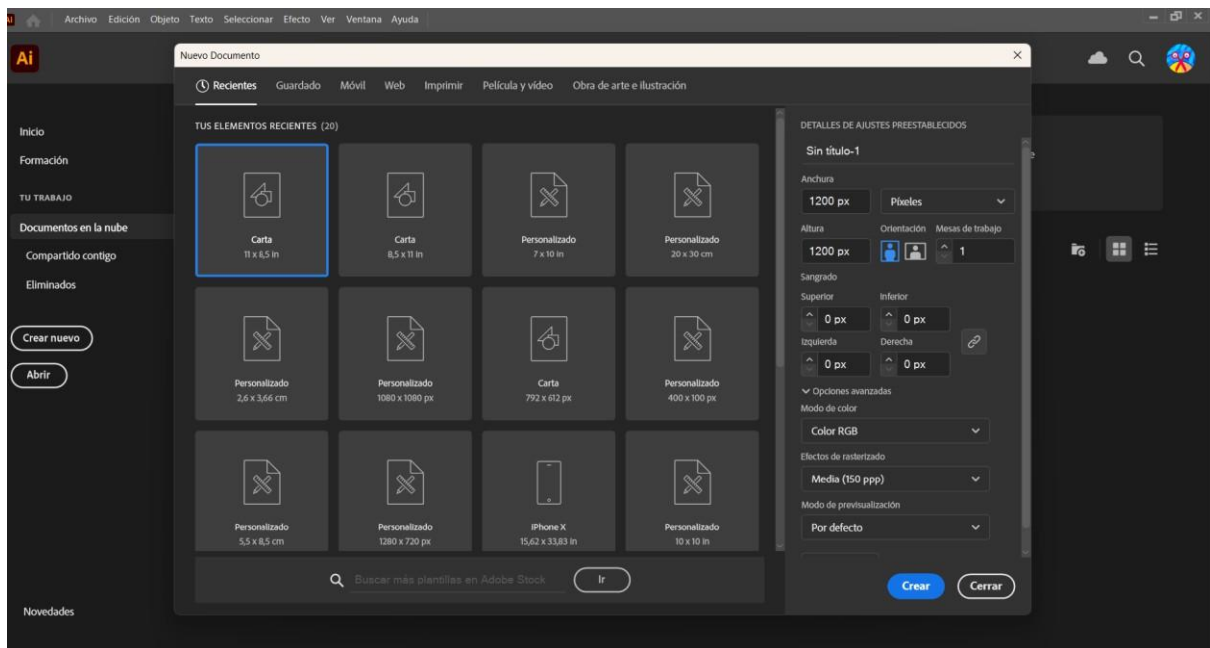 Ai Archivo Edición Objeto Texto Seleccionar Efecto Ver Ventana Ayuda
Ai
Inicio
Formación
TU TRABAJO
Documentos en la nube
Compartido contigo
Eliminados
Crear nuevo
Abrir
Novedades
Nuevo Documento
Recientes Guardado Móvil Web Imprimir Película y vídeo Obra de arte e ilustración
TUS ELEMENTOS RECIENTES (20)
Carta
11 x 8,5 in
Carta
8,5 x 11 in
Personalizado
7 x 10 in
Personalizado
20 x 30 cm
Personalizado
2,6 x 3,66 cm
Personalizado
1080 x 1080 px
Carta
792 x 612 px
Personalizado
400 x 100 px
Personalizado
5,5 x 8,5 cm
Personalizado
1280 x 720 px
iPhone X
15,62 x 33,83 in
Personalizado
10 x 10 in
Buscar más plantillas en Adobe Stock
Ir
DETALLES DE AJUSTES PREESTABLECIDOS
Sin título-1
Anchura
1200 px Píxeles
Altura Orientación Mesas de trabajo
1200 px 1
Sangrado
Superior Inferior
0 px 0 px
Izquierda Derecha
0 px 0 px
Opciones avanzadas
Modo de color
Color RGB
Efectos de rasterizado
Media (150 ppp)
Modo de previsualización
Por defecto
Crear Cerrar